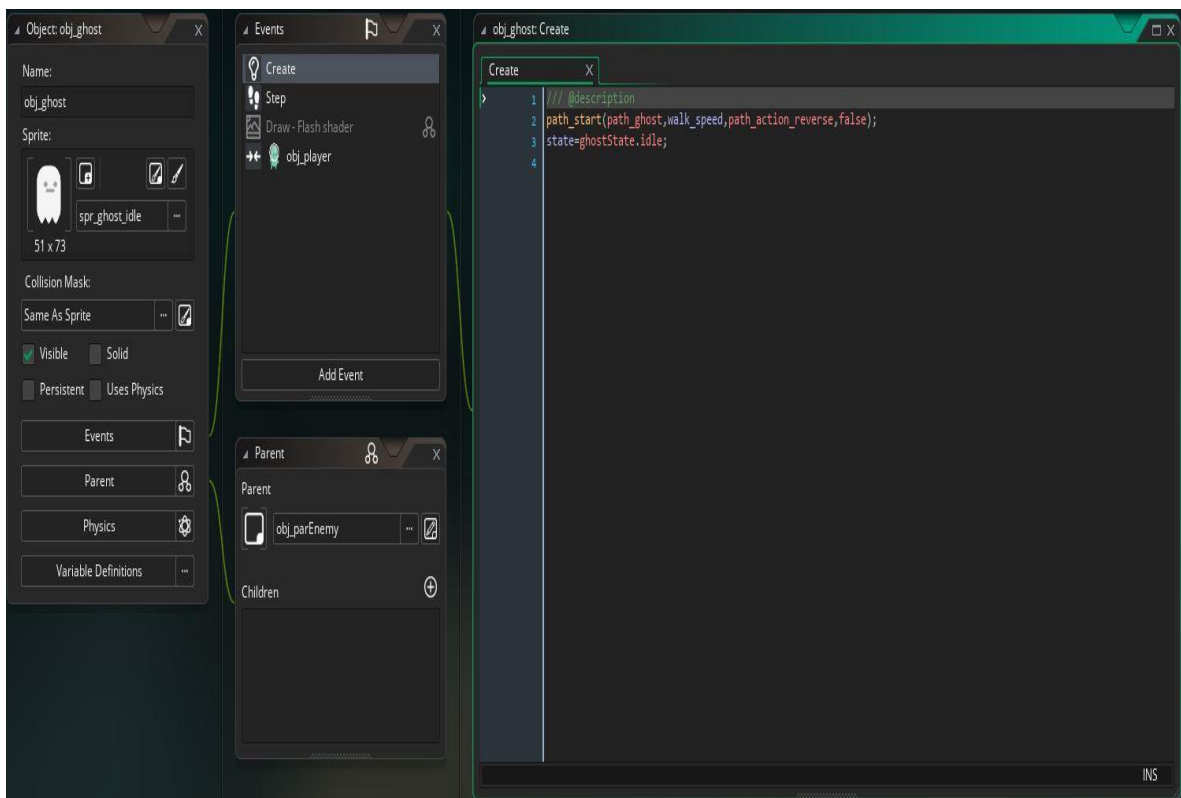 Object: obj_ghost
X
Name:
obj_ghost
Sprite:
spr_ghost_idle
...
51 x 73
Collision Mask:
Same As Sprite
...
Visible
Solid
Persistent
Uses Physics
Events
Parent
Physics
Variable Definitions
...
Events
X
Create
Step
Draw - Flash shader
obj_player
Add Event
Parent
X
Parent
obj_parEnemy
...
Children
obj_ghost: Create
X
Create
X
1 /// @description
2 path_start(path_ghost,walk_speed,path_action_reverse,false);
3 state=ghostState.idle;
4
INS